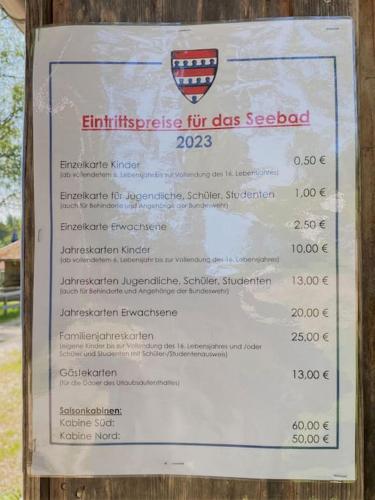 Eintrittspreise für das Seebad
2023
Einzelkarte Kinder 0,50 €
(ab vollendetem 6. Lebensjahr bis zur Vollendung des 16. Lebensjahres)
Einzelkarte für Jugendliche, Schüler, Studenten 1,00 €
(auch für Behinderte und Angehörige der Bundeswehr)
Einzelkarte Erwachsene 2,50 €
Jahreskarten Kinder 10,00 €
(ab vollendetem 6. Lebensjahr bis zur Vollendung des 16. Lebensjahres)
Jahreskarten Jugendliche, Schüler, Studenten 13,00 €
(auch für Behinderte und Angehörige der Bundeswehr)
Jahreskarten Erwachsene 20,00 €
Familienjahreskarten 25,00 €
(eigene Kinder bis zur Vollendung des 16. Lebensjahres und /oder
Schüler und Studenten mit Schüler-/Studentenausweis)
Gästekarten 13,00 €
(für die Dauer des Urlaubsaufenthaltes)
Saisonkabinen:
Kabine Süd: 60,00 €
Kabine Nord: 50,00 €